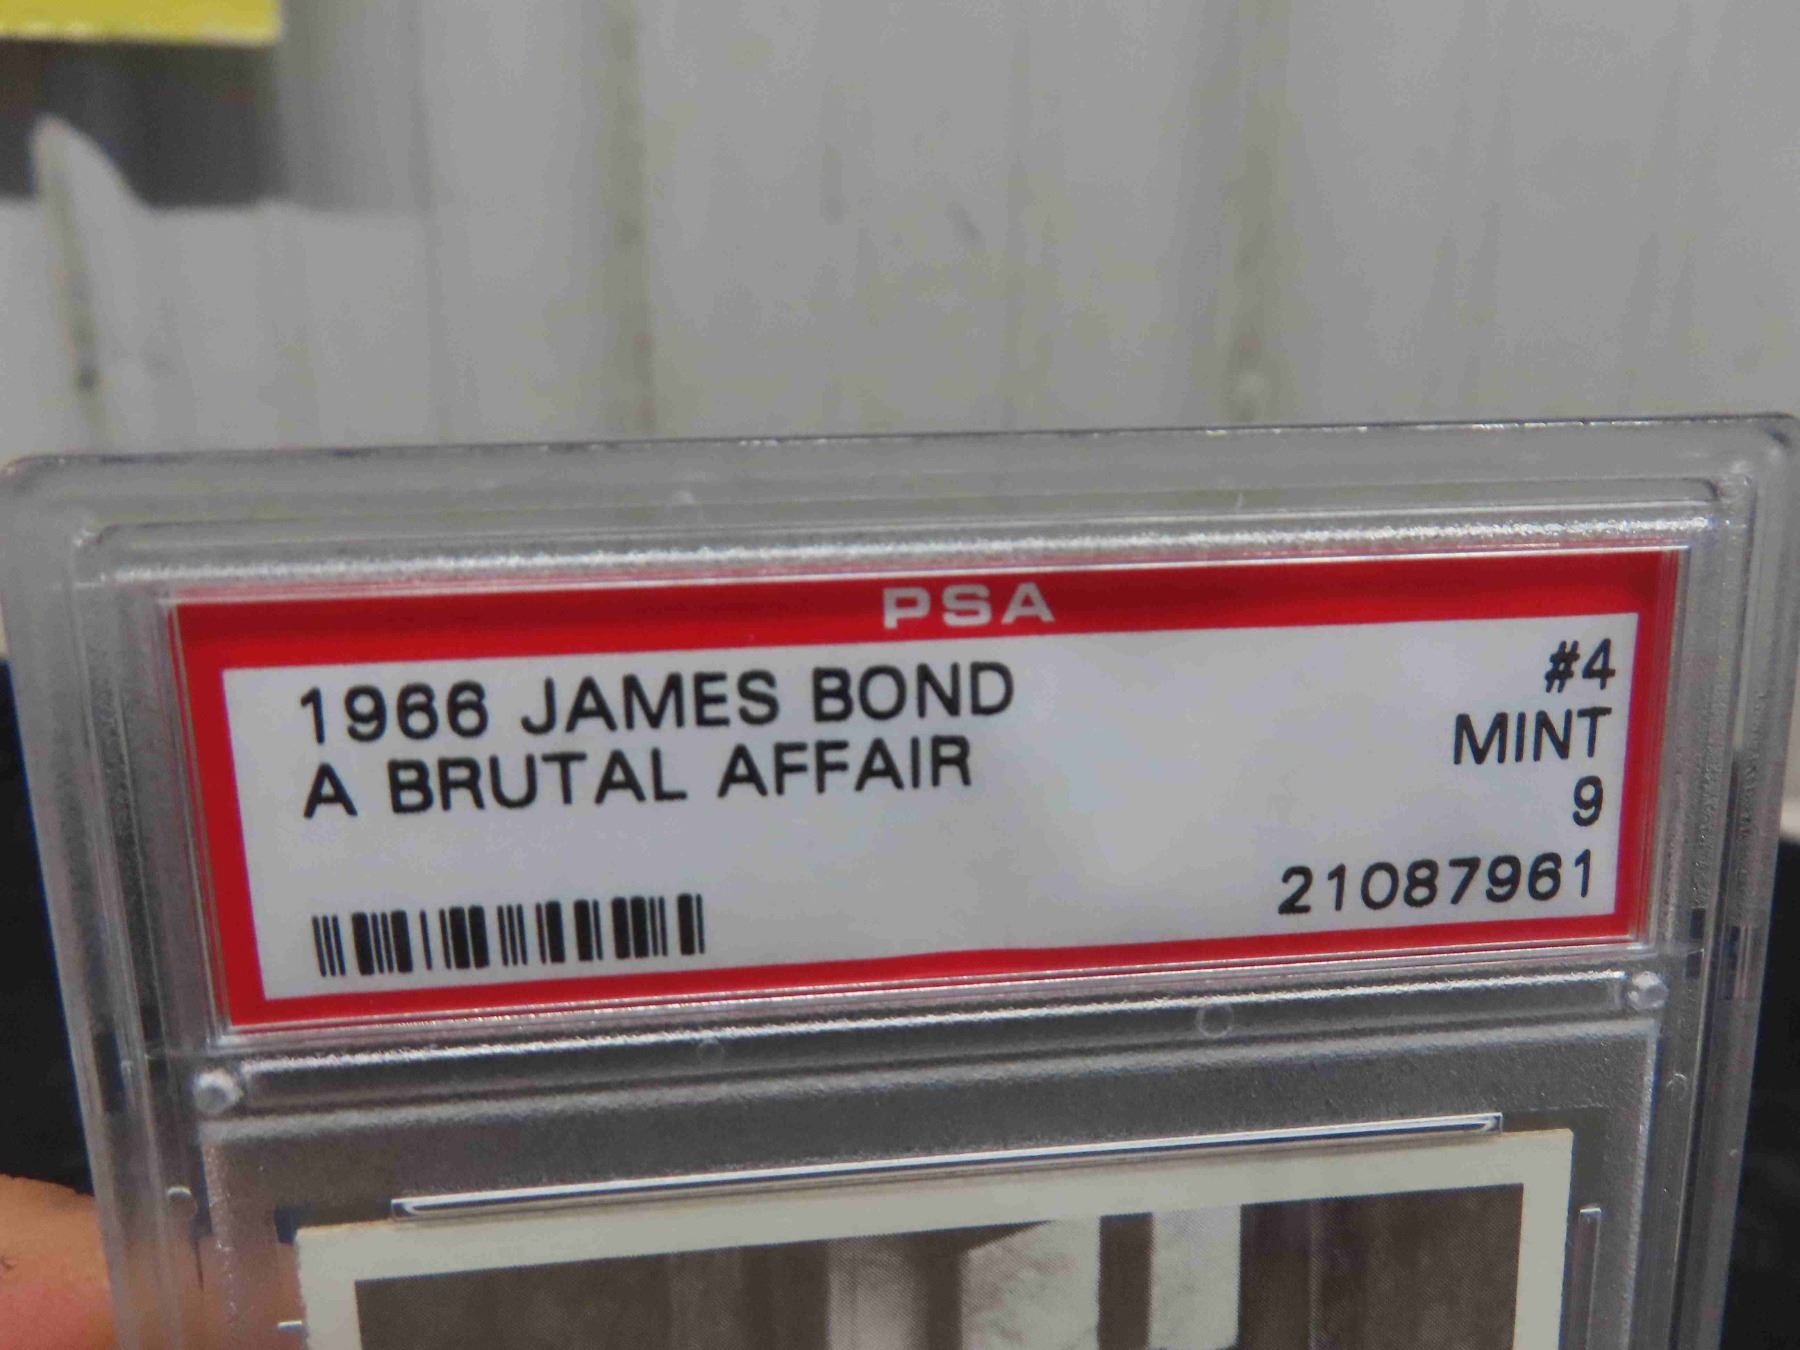 PSA
1966 JAMES BOND
A BRUTAL AFFAIR
#4
MINT
9
21087961